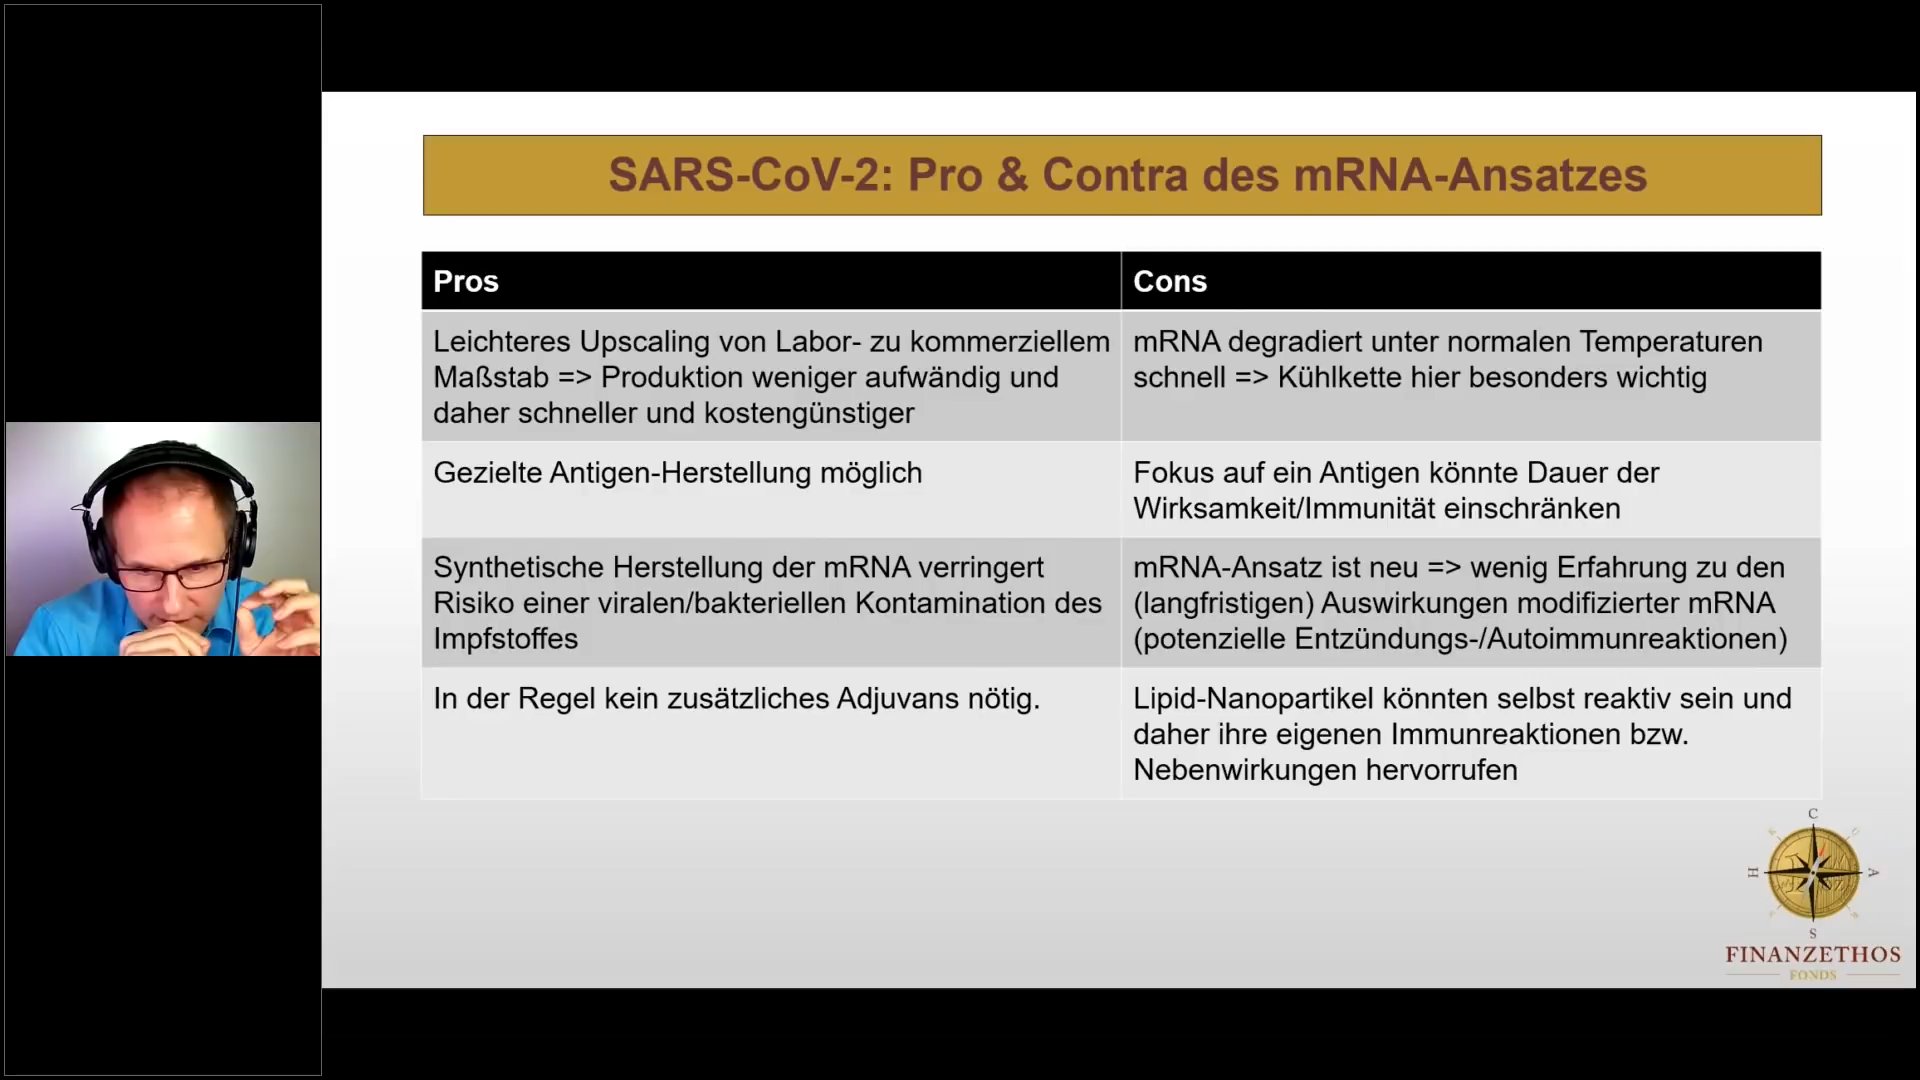 SARS-CoV-2: Pro & Contra des mRNA-Ansatzes
Pros
Cons
Leichteres Upscaling von Labor- zu kommerziellem
Maßstab => Produktion weniger aufwändig und
daher schneller und kostengünstiger
mRNA degradiert unter normalen Temperaturen
schnell => Kühlkette hier besonders wichtig
Gezielte Antigen-Herstellung möglich
Fokus auf ein Antigen könnte Dauer der
Wirksamkeit/Immunität einschränken
Synthetische Herstellung der mRNA verringert
Risiko einer viralen/bakteriellen Kontamination des
Impfstoffes
mRNA-Ansatz ist neu => wenig Erfahrung zu den
(langfristigen) Auswirkungen modifizierter mRNA
(potenzielle Entzündungs-/Autoimmunreaktionen)
In der Regel kein zusätzliches Adjuvans nötig.
Lipid-Nanopartikel könnten selbst reaktiv sein und
daher ihre eigenen Immunreaktionen bzw.
Nebenwirkungen hervorrufen
C
H
A
S
FINANZETHOS
FONDS